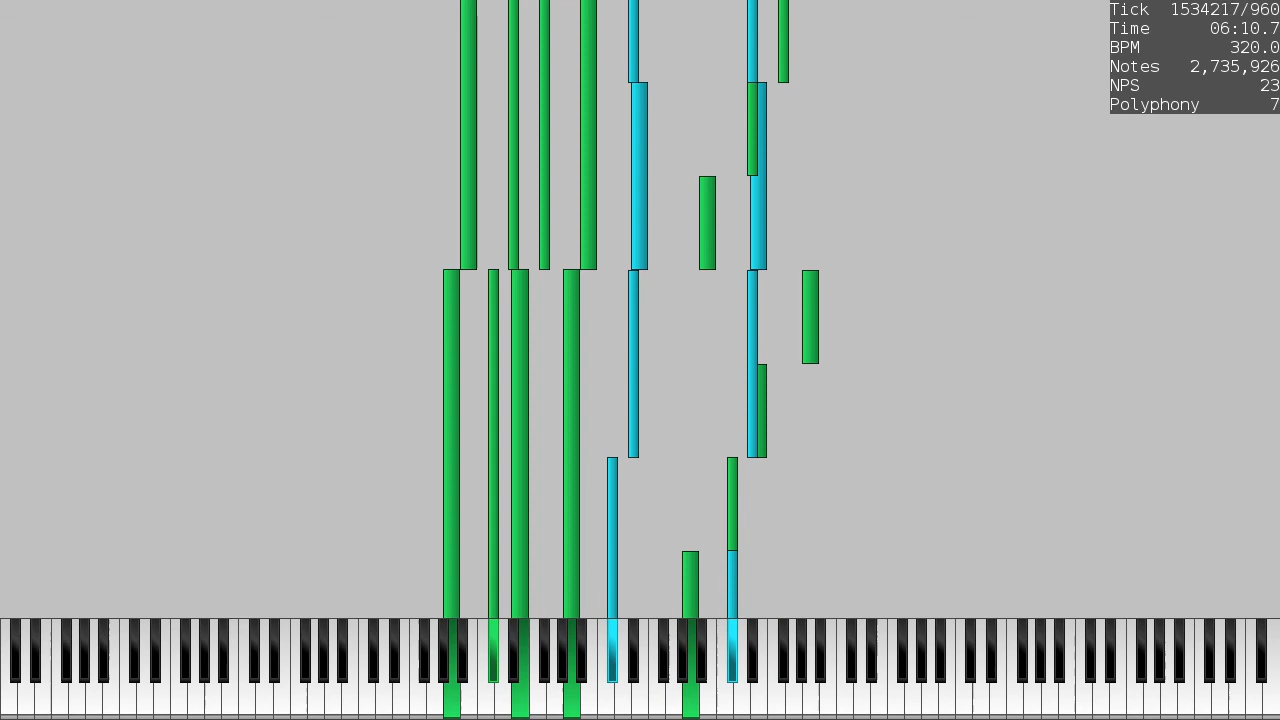 Tick 1534217/960
Time 06:10.7
BPM 320.0
Notes 2,735,926
NPS 23
Polyphony 7